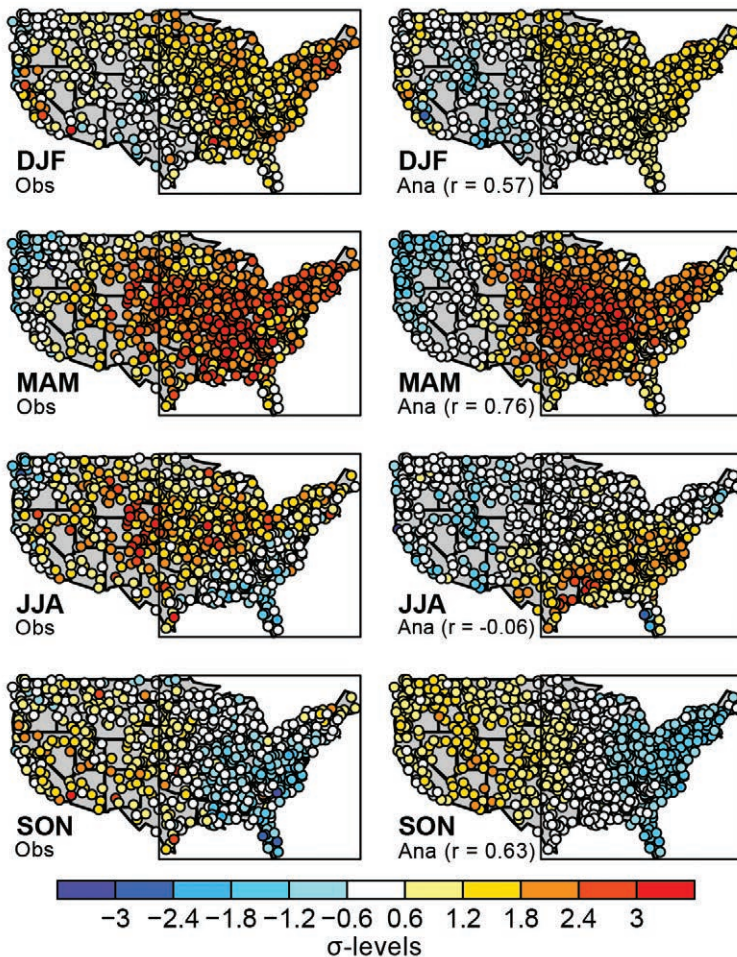 DJF
Obs
DJF
Ana (r = 0.57)
MAM
Obs
MAM
Ana (r = 0.76)
JJA
Obs
JJA
Ana (r = -0.06)
SON
Obs
SON
Ana (r = 0.63)
−3 −2.4 −1.8 −1.2 −0.6 0.6 1.2 1.8 2.4 3
σ-levels